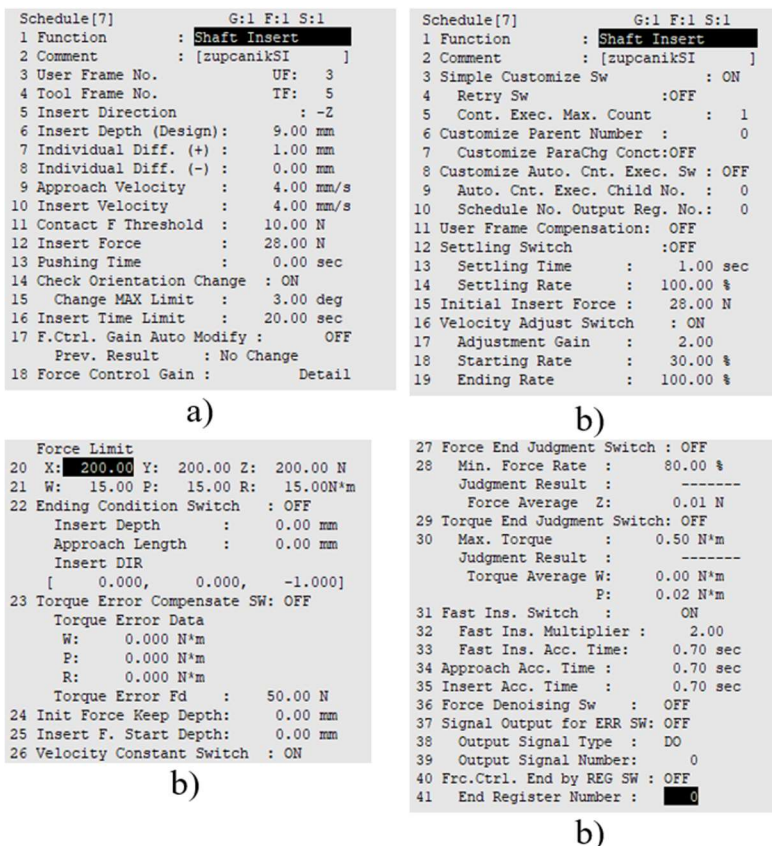 Schedule[7] G:1 F:1 S:1
1 Function : Shaft Insert
2 Comment : [zupcanikSI ]
3 User Frame No. UF: 3
4 Tool Frame No. TF: 5
5 Insert Direction : -Z
6 Insert Depth (Design): 9.00 mm
7 Individual Diff. (+) : 1.00 mm
8 Individual Diff. (-) : 0.00 mm
9 Approach Velocity : 4.00 mm/s
10 Insert Velocity : 4.00 mm/s
11 Contact F Threshold : 10.00 N
12 Insert Force : 28.00 N
13 Pushing Time : 0.00 sec
14 Check Orientation Change : ON
15 Change MAX Limit : 3.00 deg
16 Insert Time Limit : 20.00 sec
17 F.Ctrl. Gain Auto Modify : OFF
Prev. Result : No Change
18 Force Control Gain : Detail
a)
Schedule[7] G:1 F:1 S:1
1 Function : Shaft Insert
2 Comment : [zupcanikSI ]
3 Simple Customize Sw : ON
4 Retry Sw :OFF
5 Cont. Exec. Max. Count : 1
6 Customize Parent Number : 0
7 Customize ParaChg Conct:OFF
8 Customize Auto. Cnt. Exec. Sw : OFF
9 Auto. Cnt. Exec. Child No. : 0
10 Schedule No. Output Reg. No.: 0
11 User Frame Compensation: OFF
12 Settling Switch :OFF
13 Settling Time : 1.00 sec
14 Settling Rate : 100.00 %
15 Initial Insert Force : 28.00 N
16 Velocity Adjust Switch : ON
17 Adjustment Gain : 2.00
18 Starting Rate : 30.00 %
19 Ending Rate : 100.00 %
b)
Force Limit
20 X: 200.00 Y: 200.00 Z: 200.00 N
21 W: 15.00 P: 15.00 R: 15.00N*m
22 Ending Condition Switch : OFF
Insert Depth : 0.00 mm
Approach Length : 0.00 mm
Insert DIR
[ 0.000, 0.000, -1.000]
23 Torque Error Compensate SW: OFF
Torque Error Data
W: 0.000 N*m
P: 0.000 N*m
R: 0.000 N*m
Torque Error Fd : 50.00 N
24 Init Force Keep Depth: 0.00 mm
25 Insert F. Start Depth: 0.00 mm
26 Velocity Constant Switch : ON
b)
27 Force End Judgment Switch : OFF
28 Min. Force Rate : 80.00 %
Judgment Result : -------
Force Average Z: 0.01 N
29 Torque End Judgment Switch: OFF
30 Max. Torque : 0.50 N*m
Judgment Result : -------
Torque Average W: 0.00 N*m
P: 0.02 N*m
31 Fast Ins. Switch : ON
32 Fast Ins. Multiplier : 2.00
33 Fast Ins. Acc. Time: 0.70 sec
34 Approach Acc. Time : 0.70 sec
35 Insert Acc. Time : 0.70 sec
36 Force Denoising Sw : OFF
37 Signal Output for ERR SW: OFF
38 Output Signal Type : DO
39 Output Signal Number: 0
40 Frc.Ctrl. End by REG SW : OFF
41 End Register Number : 0
b)